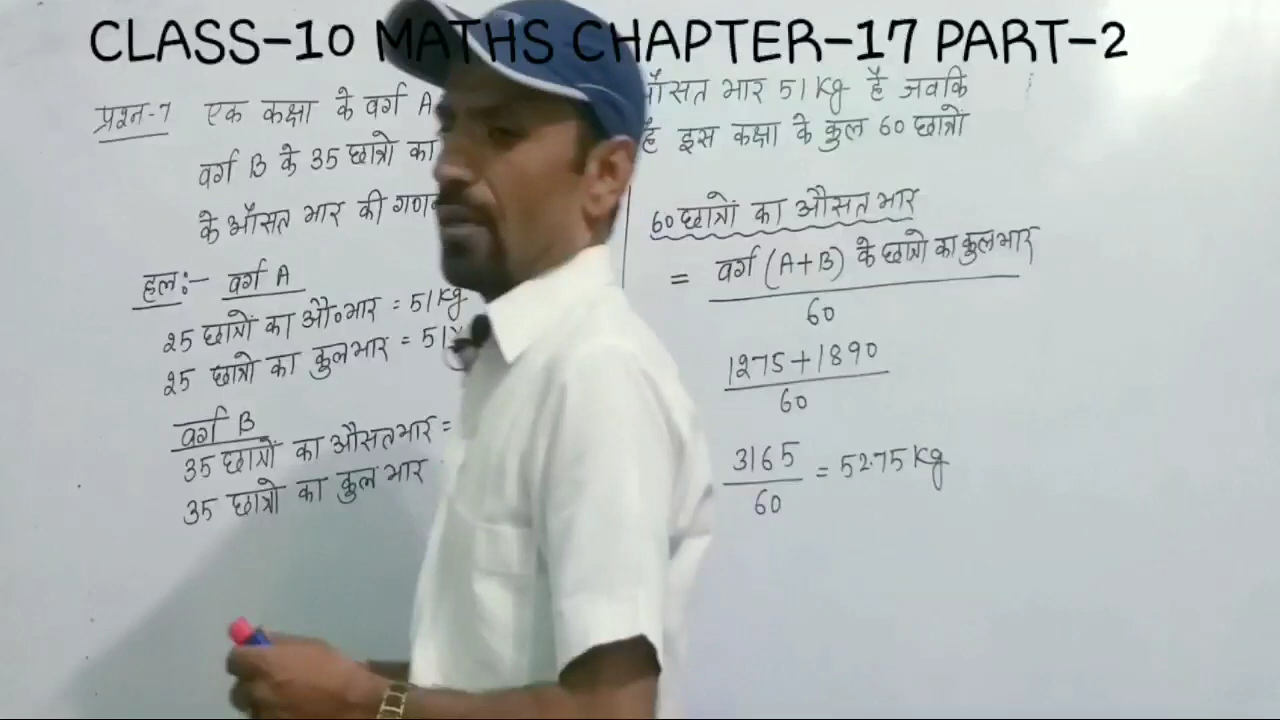 CLASS-10 MATHS CHAPTER-17 PART-2
प्रश्न-7 एक कक्षा के वर्ग A औसत भार 51 Kg है जबकि
वर्ग B के 35 छात्रो का है इस कक्षा के कुल 60 छात्रों
के औसत भार की
हल:- वर्ग A
25 छात्रों का औ०भार = 51 Kg
25 छात्रो का कुलभार = 51
वर्ग B
35 छात्रों का औसतभार =
35 छात्रो का कुल भार
60 छात्रों का औसत भार
= वर्ग (A+B) के छात्रो का कुलभार
60
1275+1890
60
3165
60
= 52.75 Kg